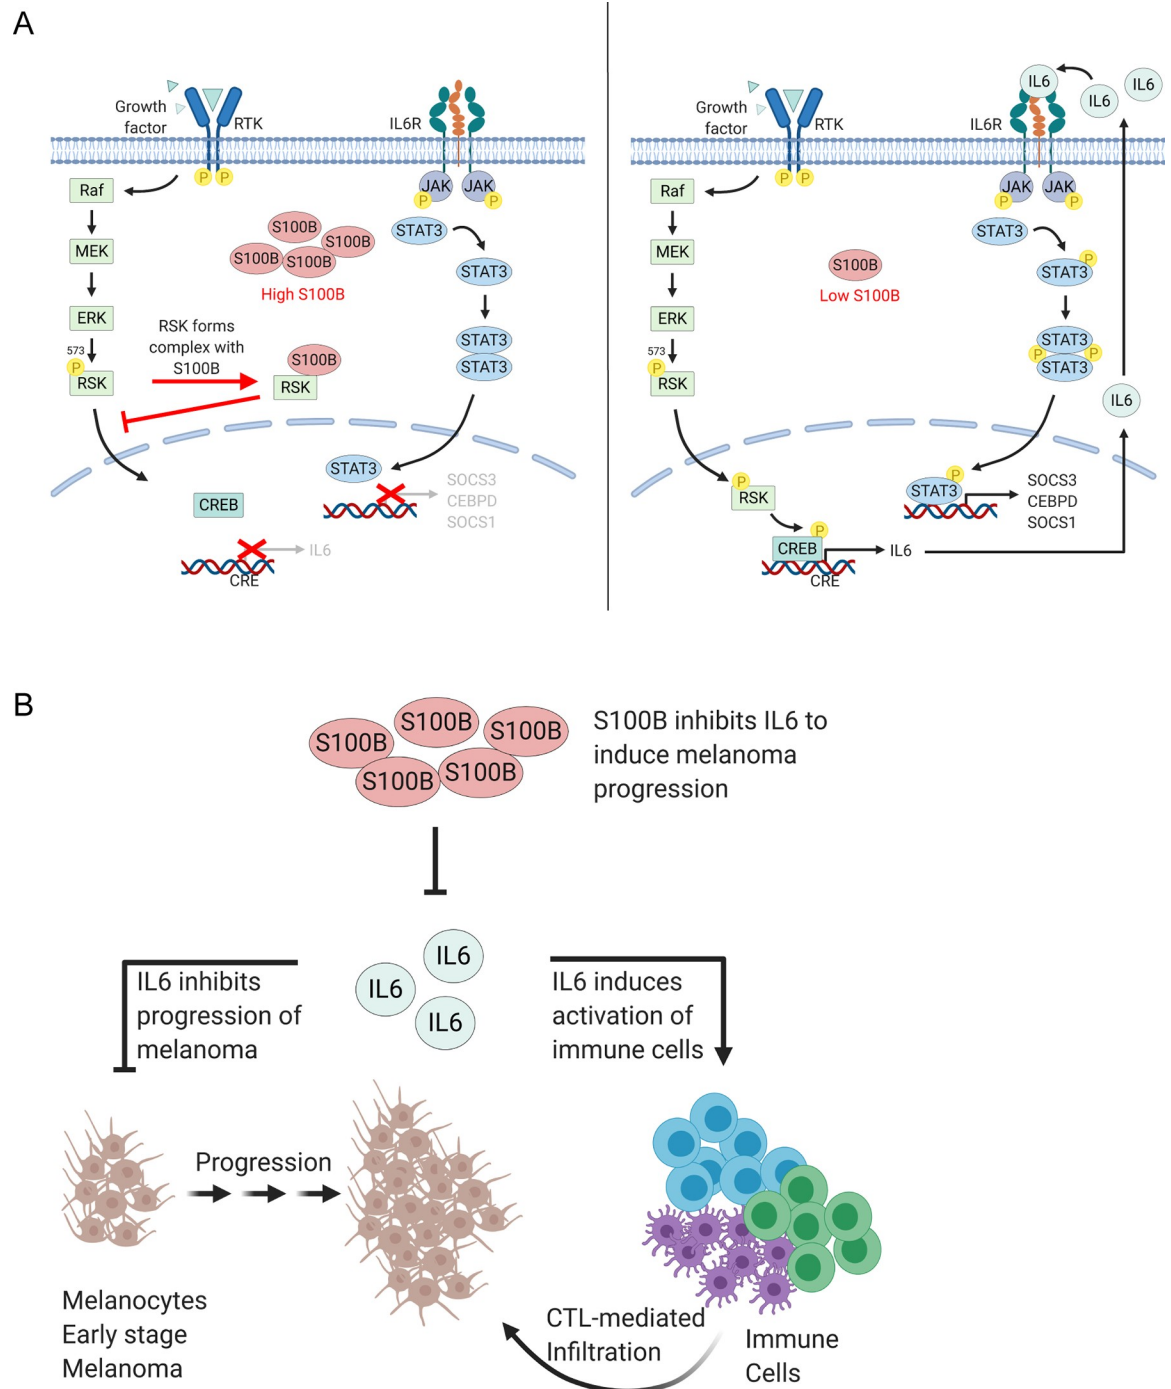 A
Growth
factor
RTK
IL6R
P P
JAK JAK
P P
Raf
MEK
ERK
573
P
RSK
S100B
S100B
S100B
S100B
High S100B
RSK forms
complex with
S100B
S100B
RSK
STAT3
STAT3
STAT3
STAT3
STAT3
SOCS3
CEBPD
SOCS1
CREB
IL6
CRE
Growth
factor
RTK
IL6R
IL6
IL6
IL6
P P
JAK JAK
P P
Raf
MEK
ERK
573
P
RSK
S100B
Low S100B
STAT3
P
STAT3
STAT3
P P
STAT3
IL6
P
RSK
P
STAT3
SOCS3
CEBPD
SOCS1
P
CREB
IL6
CRE
B
S100B
S100B
S100B
S100B
S100B
S100B inhibits IL6 to
induce melanoma
progression
IL6
IL6
IL6
IL6 inhibits
progression of
melanoma
IL6 induces
activation of
immune cells
Progression
Melanocytes
Early stage
Melanoma
CTL-mediated
Infiltration
Immune
Cells